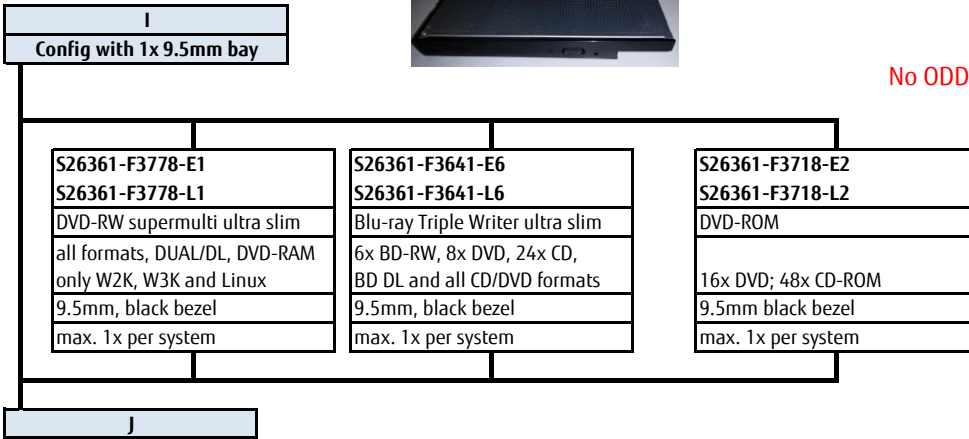 I
Config with 1x 9.5mm bay
No ODD
S26361-F3778-E1
S26361-F3778-L1
DVD-RW supermulti ultra slim
all formats, DUAL/DL, DVD-RAM
only W2K, W3K and Linux
9.5mm, black bezel
max. 1x per system
S26361-F3641-E6
S26361-F3641-L6
Blu-ray Triple Writer ultra slim
6x BD-RW, 8x DVD, 24x CD,
BD DL and all CD/DVD formats
9.5mm, black bezel
max. 1x per system
S26361-F3718-E2
S26361-F3718-L2
DVD-ROM
16x DVD; 48x CD-ROM
9.5mm black bezel
max. 1x per system
J